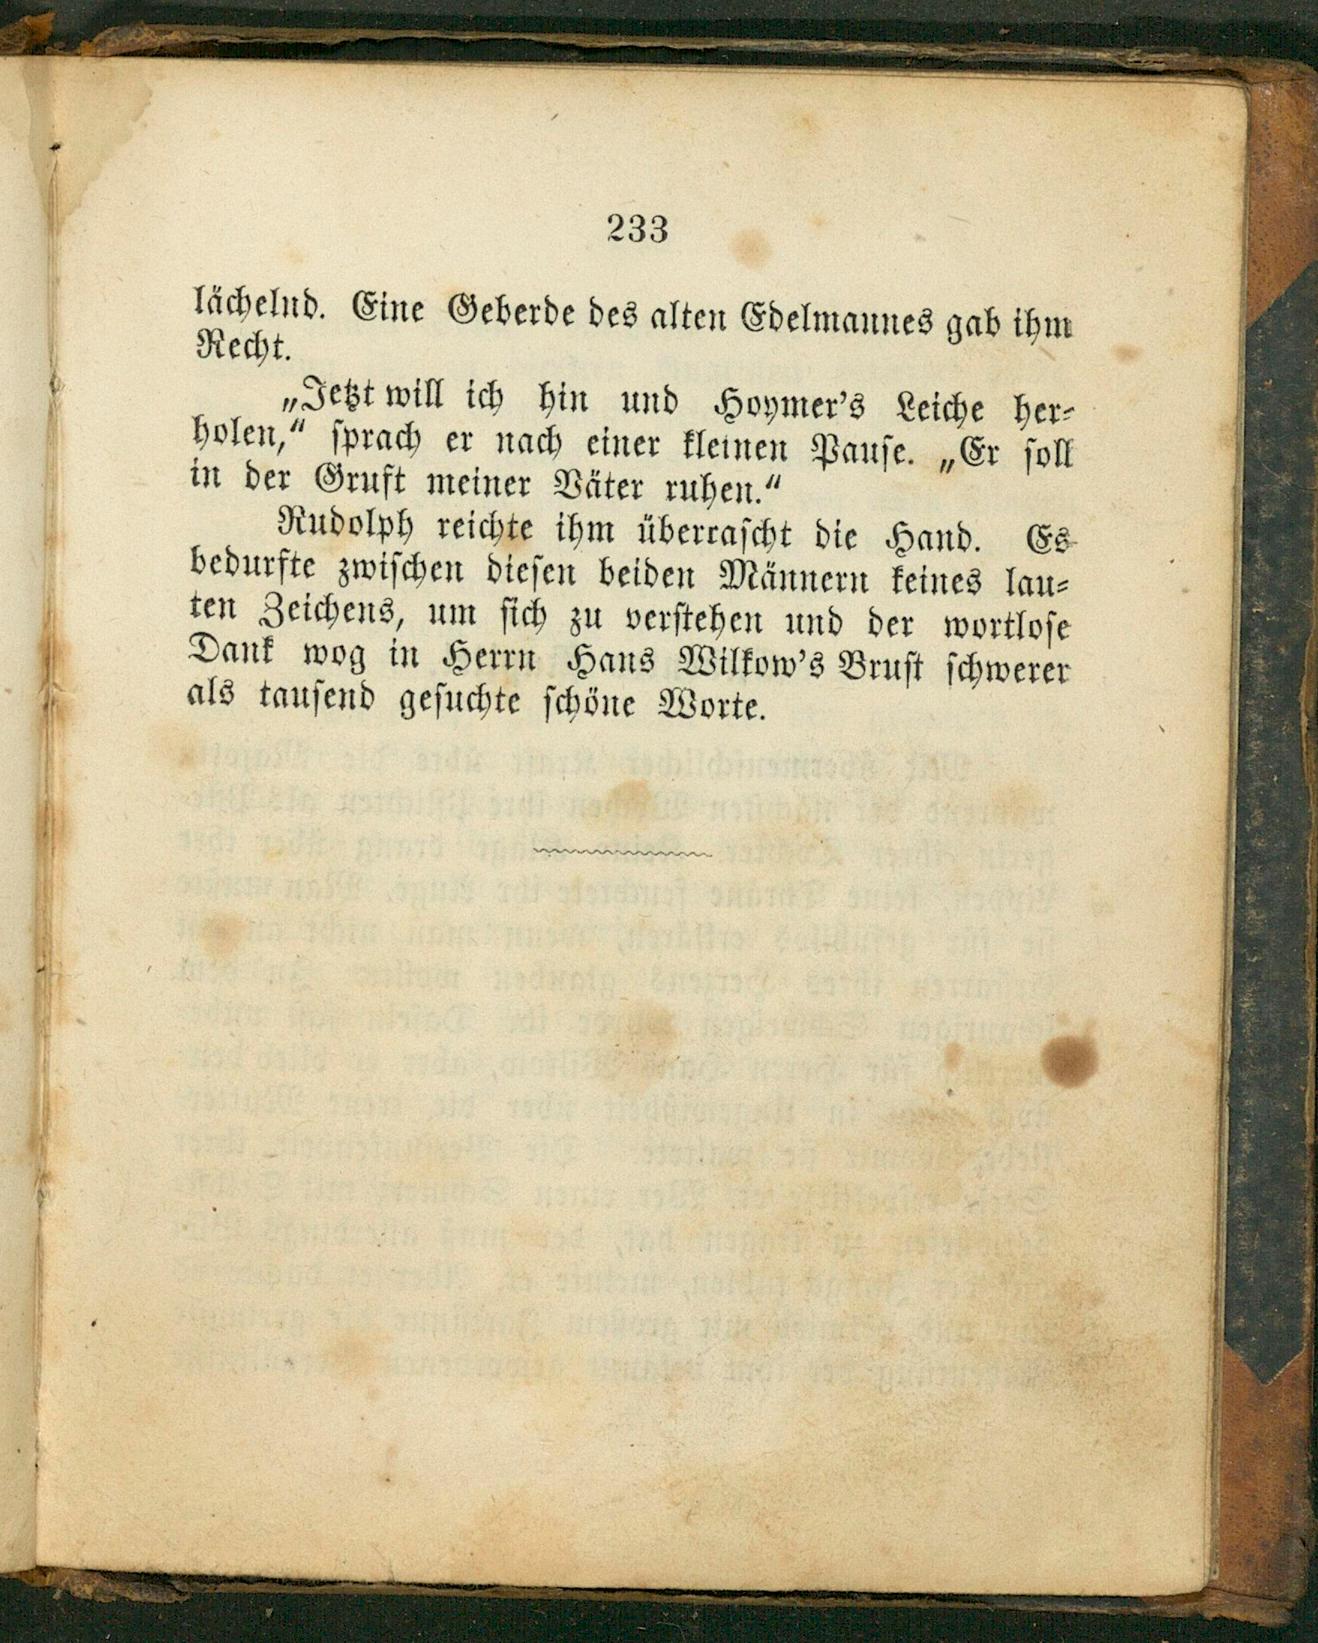 233
lächelnd. Eine Geberde des alten Edelmannes gab ihm
Recht.
„Jetzt will ich hin und Hoymer's Leiche her-
holen,“ sprach er nach einer kleinen Pause. „Er soll
in der Gruft meiner Väter ruhen.“
Rudolph reichte ihm überrascht die Hand. Es
bedurfte zwischen diesen beiden Männern keines lau-
ten Zeichens, um sich zu verstehen und der wortlose
Dank wog in Herrn Hans Wilkow's Brust schwerer
als tausend gesuchte schöne Worte.